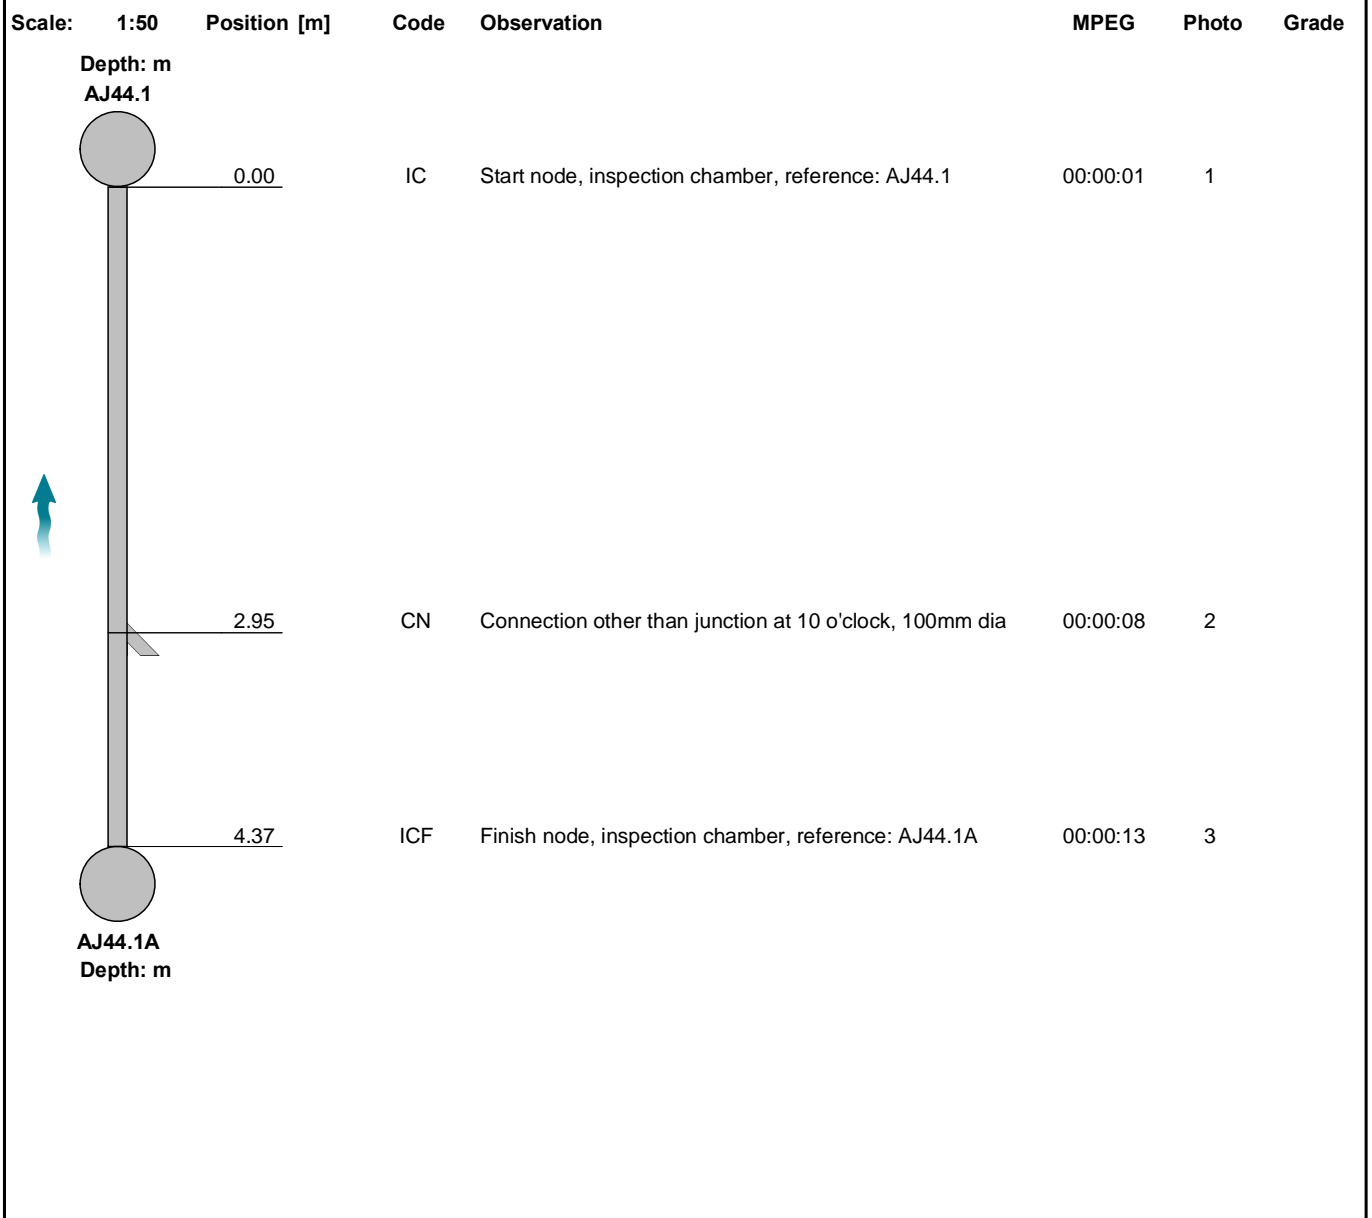 Scale: 1:50 Position [m] Code Observation MPEG Photo Grade
Depth: m
AJ44.1
0.00 IC Start node, inspection chamber, reference: AJ44.1 00:00:01 1
2.95 CN Connection other than junction at 10 o'clock, 100mm dia 00:00:08 2
4.37 ICF Finish node, inspection chamber, reference: AJ44.1A 00:00:13 3
AJ44.1A
Depth: m